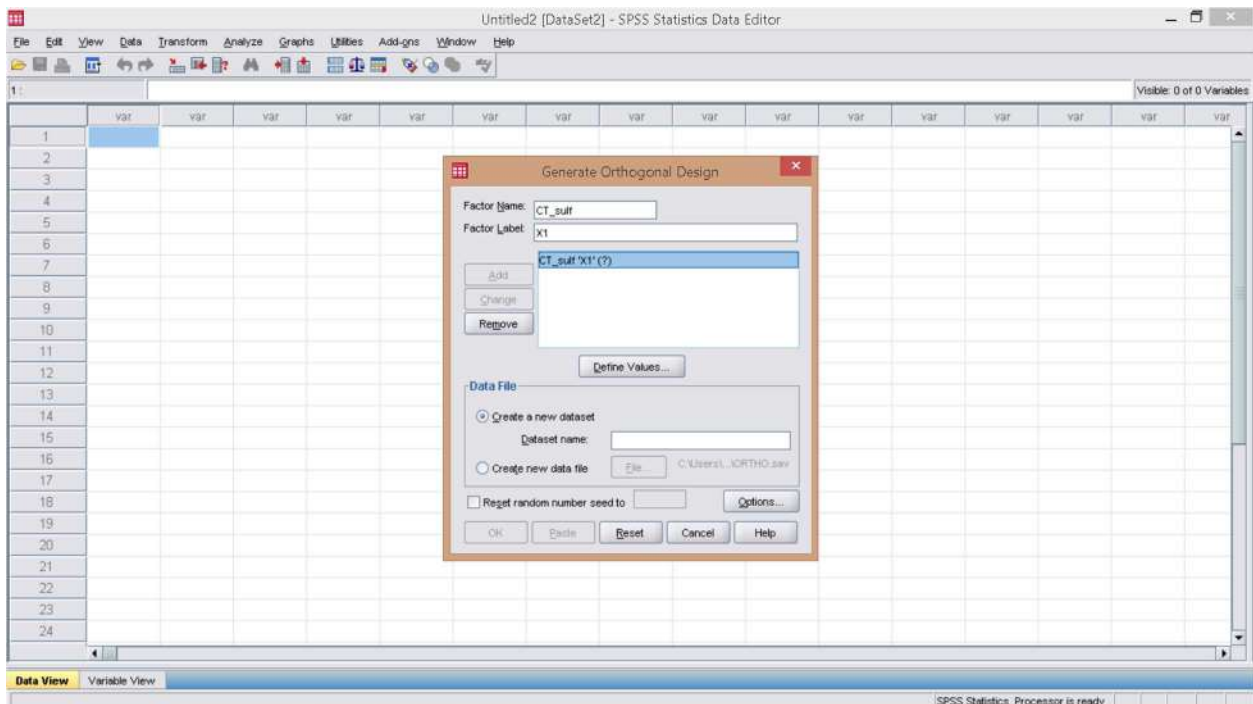 Untitled2 [DataSet2] - SPSS Statistics Data Editor
File Edit View Data Transform Analyze Graphs Utilities Add-ons Window Help
1 :
Visible: 0 of 0 Variables
var var var var var var var var var var var var var var var var
1
2
3
4
5
6
7
8
9
10
11
12
13
14
15
16
17
18
19
20
21
22
23
24
Generate Orthogonal Design
Factor Name: CT_sulf
Factor Label: X1
CT_sulf 'X1' (?)
Add
Change
Remove
Define Values...
Data File
Create a new dataset
Dataset name:
Create new data file File... C:\Users\...\ORTHO.sav
Reset random number seed to Options...
OK Paste Reset Cancel Help
Data View Variable View
SPSS Statistics Processor is ready